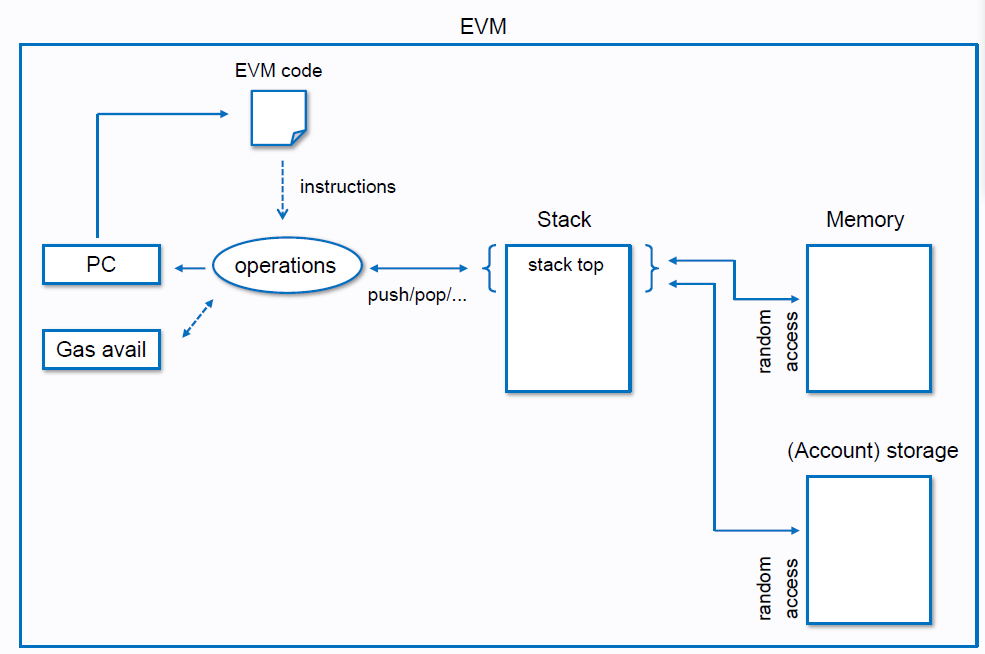 EVM
EVM code
instructions
PC
operations
push/pop/...
Gas avail
Stack
stack top
Memory
random
access
(Account) storage
random
access